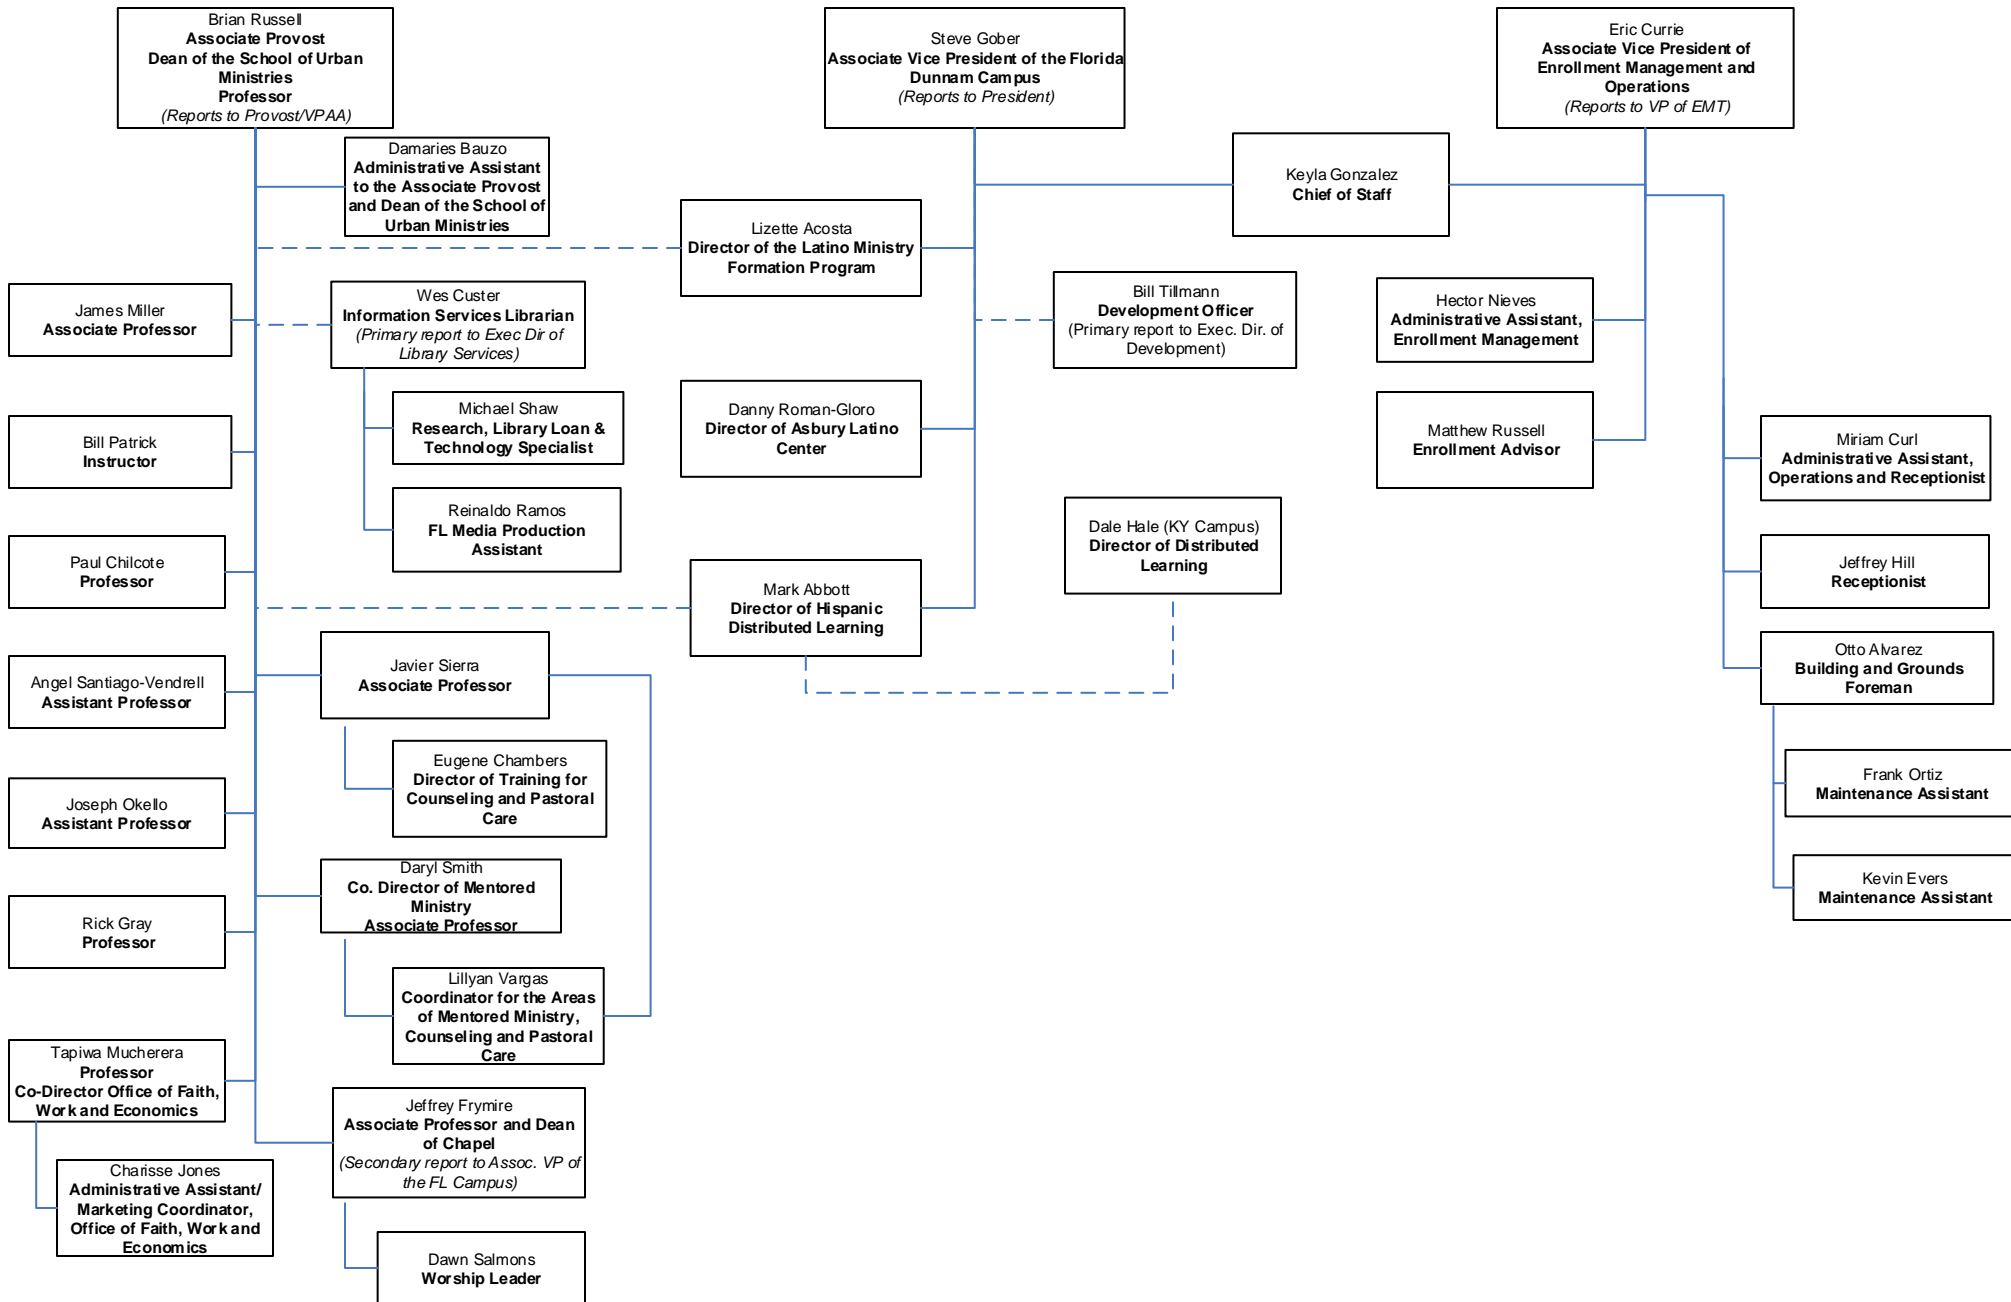 Brian Russell
Associate Provost
Dean of the School of Urban
Ministries
Professor
(Reports to Provost/VPAA)
Steve Gober
Associate Vice President of the Florida
Dunnam Campus
(Reports to President)
Eric Currie
Associate Vice President of
Enrollment Management and
Operations
(Reports to VP of EMT)
Damaries Bauzo
Administrative Assistant
to the Associate Provost
and Dean of the School of
Urban Ministries
Keyla Gonzalez
Chief of Staff
Lizette Acosta
Director of the Latino Ministry
Formation Program
James Miller
Associate Professor
Wes Custer
Information Services Librarian
(Primary report to Exec Dir of
Library Services)
Bill Tillmann
Development Officer
(Primary report to Exec. Dir. of
Development)
Hector Nieves
Administrative Assistant,
Enrollment Management
Michael Shaw
Research, Library Loan &
Technology Specialist
Danny Roman-Gloro
Director of Asbury Latino
Center
Matthew Russell
Enrollment Advisor
Bill Patrick
Instructor
Miriam Curl
Administrative Assistant,
Operations and Receptionist
Reinaldo Ramos
FL Media Production
Assistant
Dale Hale (KY Campus)
Director of Distributed
Learning
Paul Chilcote
Professor
Jeffrey Hill
Receptionist
Mark Abbott
Director of Hispanic
Distributed Learning
Javier Sierra
Associate Professor
Otto Alvarez
Building and Grounds
Foreman
Angel Santiago-Vendrell
Assistant Professor
Eugene Chambers
Director of Training for
Counseling and Pastoral
Care
Frank Ortiz
Maintenance Assistant
Joseph Okello
Assistant Professor
Daryl Smith
Co. Director of Mentored
Ministry
Associate Professor
Kevin Evers
Maintenance Assistant
Rick Gray
Professor
Lillyan Vargas
Coordinator for the Areas
of Mentored Ministry,
Counseling and Pastoral
Care
Tapiwa Mucherera
Professor
Co-Director Office of Faith,
Work and Economics
Jeffrey Frymire
Associate Professor and Dean
of Chapel
(Secondary report to Assoc. VP of
the FL Campus)
Charisse Jones
Administrative Assistant/
Marketing Coordinator,
Office of Faith, Work and
Economics
Dawn Salmons
Worship Leader